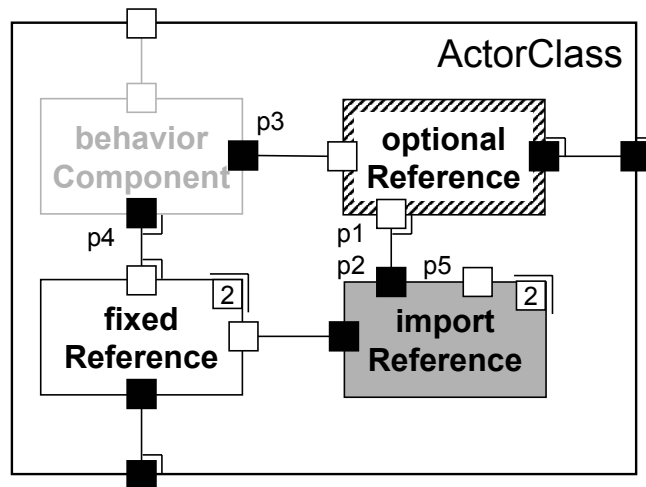 ActorClass
behavior
Component
p3
optional
Reference
p4
p1
p2
p5
2
fixed
Reference
2
import
Reference